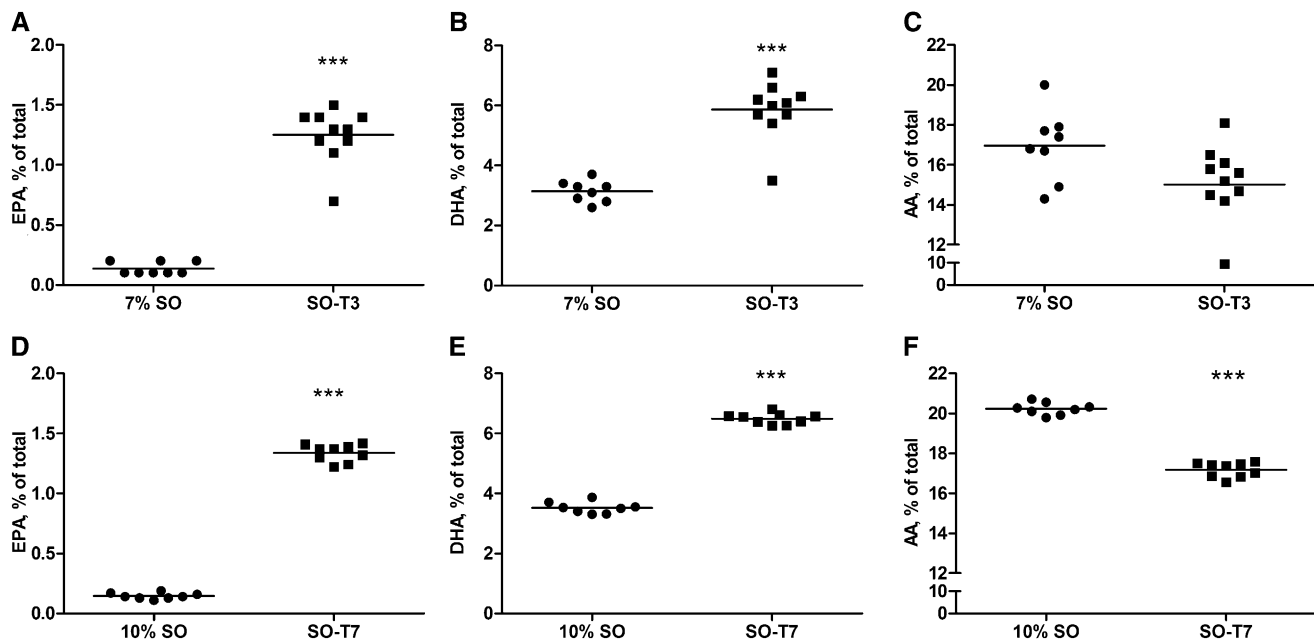 A
EPA, % of total
2.0
1.5
1.0
0.5
0.0
***
7% SO
SO-T3
B
DHA, % of total
8
6
4
2
0
***
7% SO
SO-T3
C
AA, % of total
22
20
18
16
14
12
10
0
7% SO
SO-T3
D
EPA, % of total
2.0
1.5
1.0
0.5
0.0
***
10% SO
SO-T7
E
DHA, % of total
8
6
4
2
0
***
10% SO
SO-T7
F
AA, % of total
22
20
18
16
14
12
10
0
***
10% SO
SO-T7